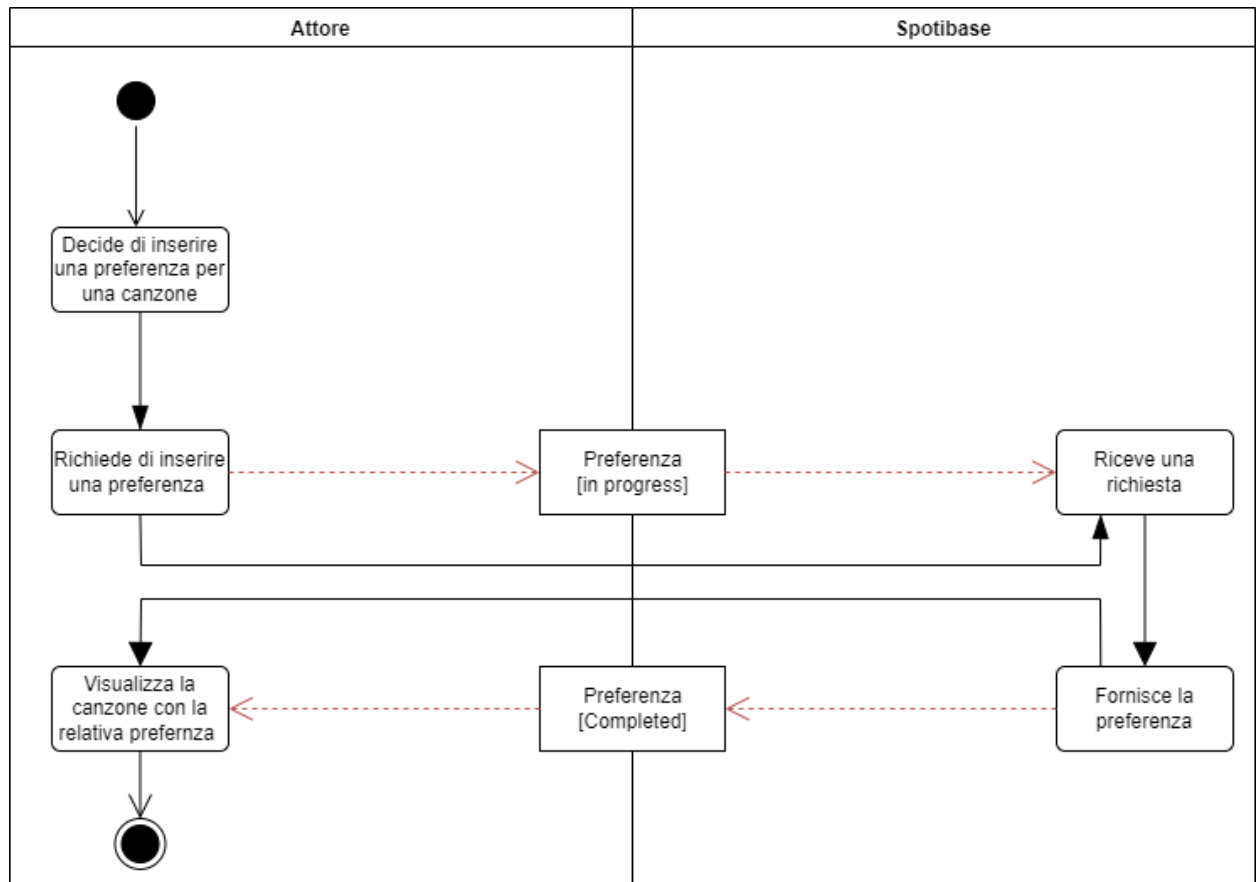 Attore
Spotibase
Decide di inserire
una preferenza per
una canzone
Richiede di inserire
una preferenza
Preferenza
[in progress]
Riceve una
richiesta
Visualizza la
canzone con la
relativa prefernza
Preferenza
[Completed]
Fornisce la
preferenza